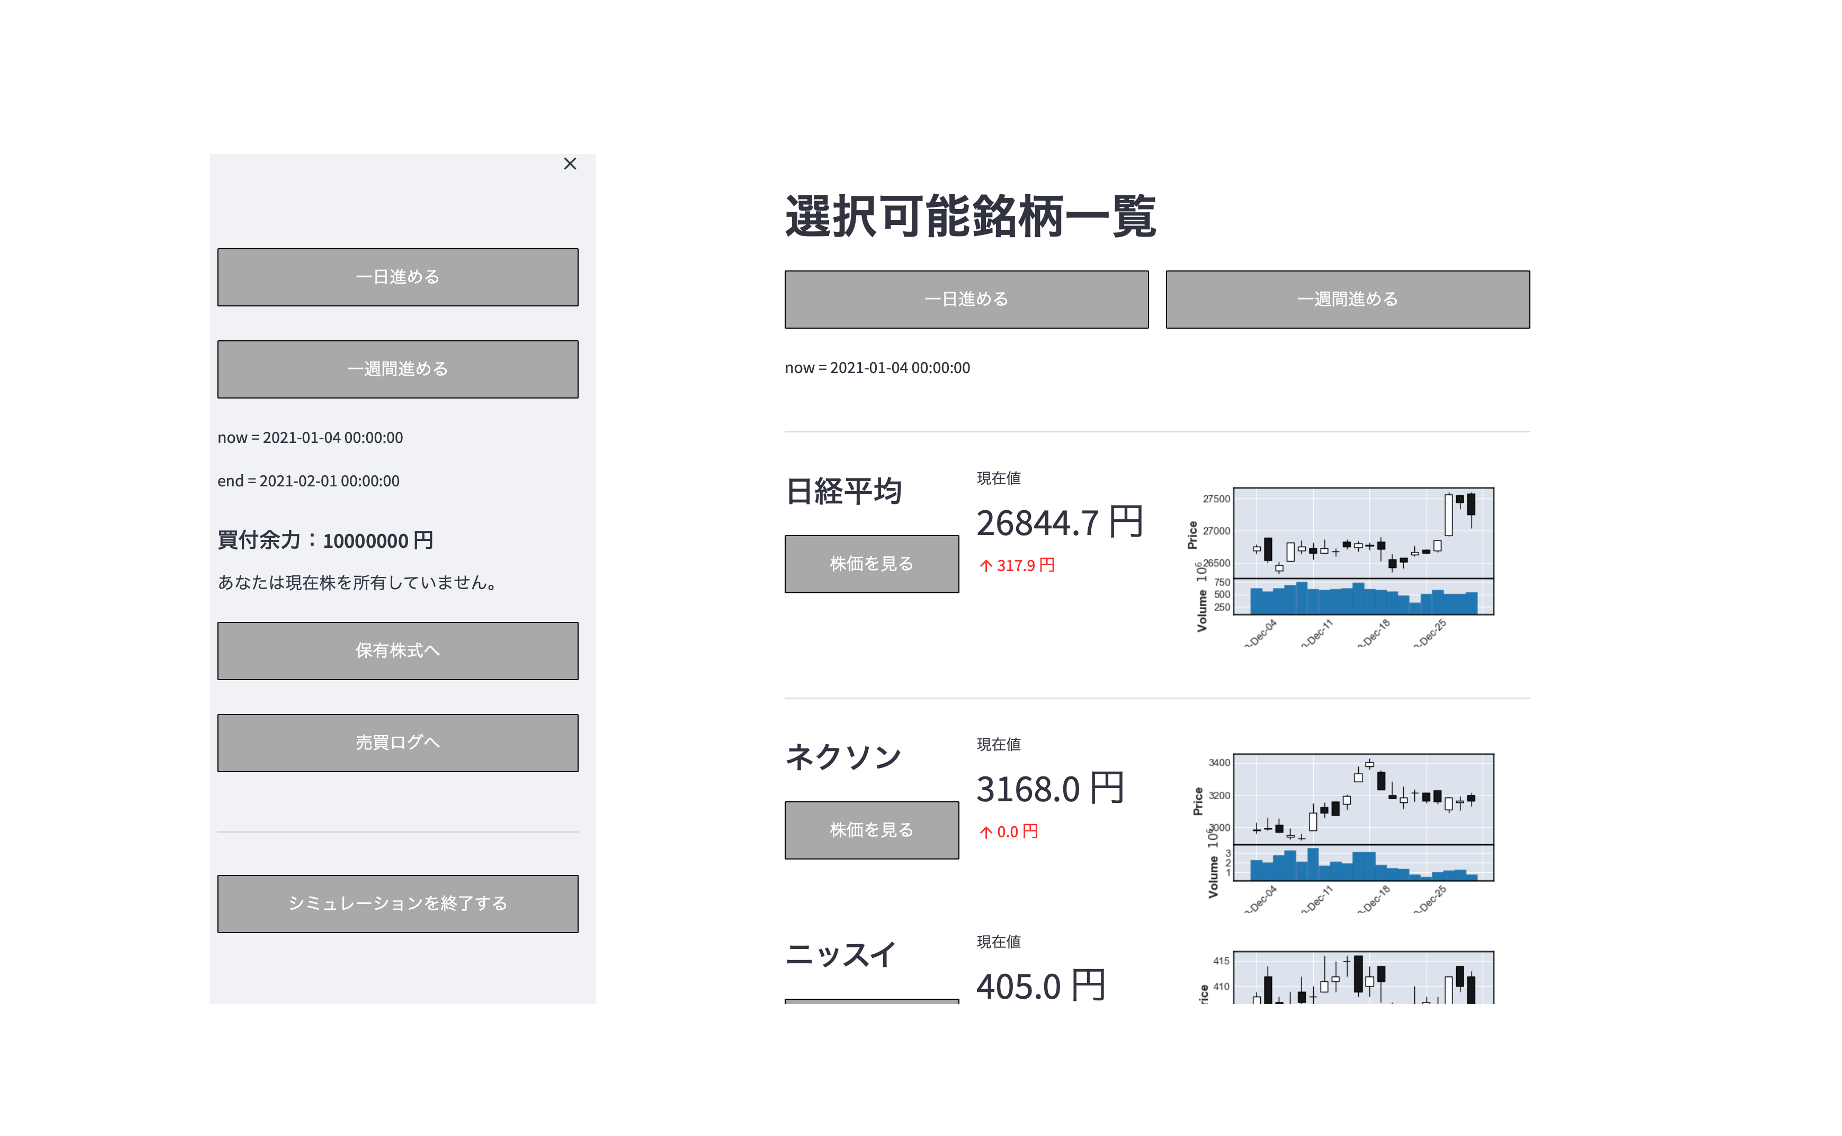 ×
一日進める
一週間進める
now = 2021-01-04 00:00:00
end = 2021-02-01 00:00:00
買付余力：10000000 円
あなたは現在株を所有していません。
保有株式へ
売買ログへ
シミュレーションを終了する
選択可能銘柄一覧
一日進める 一週間進める
now = 2021-01-04 00:00:00
日経平均
株価を見る
現在値
26844.7 円
↑ 317.9 円
27500
27000
26500
Price
750
500
250
Volume 10^6
-Dec-04 -Dec-11 -Dec-18 -Dec-25
ネクソン
株価を見る
現在値
3168.0 円
↑ 0.0 円
3400
3200
3000
Price
3
2
1
Volume 10^6
-Dec-04 -Dec-11 -Dec-18 -Dec-25
ニッスイ
現在値
405.0 円
415
410
rice